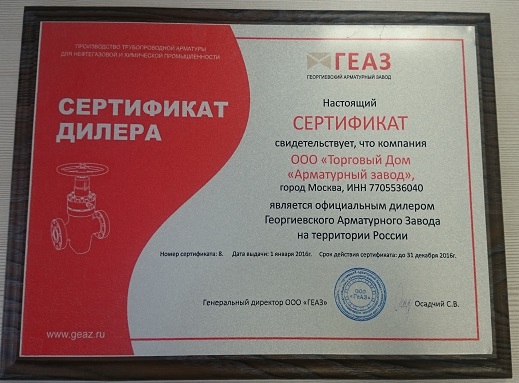 ПРОИЗВОДСТВО ТРУБОПРОВОДНОЙ АРМАТУРЫ
ДЛЯ НЕФТЕГАЗОВОЙ И ХИМИЧЕСКОЙ ПРОМЫШЛЕННОСТИ
СЕРТИФИКАТ
ДИЛЕРА
www.geaz.ru
ГЕАЗ
ГЕОРГИЕВСКИЙ АРМАТУРНЫЙ ЗАВОД
Настоящий
СЕРТИФИКАТ
свидетельствует, что компания
ООО «Торговый Дом
«Арматурный завод»,
город Москва, ИНН 7705536040
является официальным дилером
Георгиевского Арматурного Завода
на территории России
Номер сертификата: 8. Дата выдачи: 1 января 2016г. Срок действия сертификата: до 31 декабря 2016г.
Генеральный директор ООО «ГЕАЗ»
ООО
«ГЕАЗ»
Осадчий С.В.